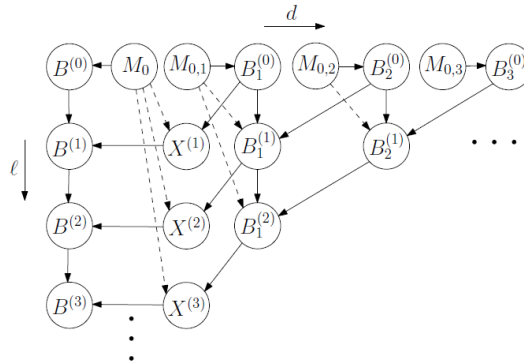 d
B^{(0)} M_0 M_{0,1} B_1^{(0)} M_{0,2} B_2^{(0)} M_{0,3} B_3^{(0)}
ℓ B^{(1)} X^{(1)} B_1^{(1)} B_2^{(1)} . . .
B^{(2)} X^{(2)} B_1^{(2)}
B^{(3)} X^{(3)}